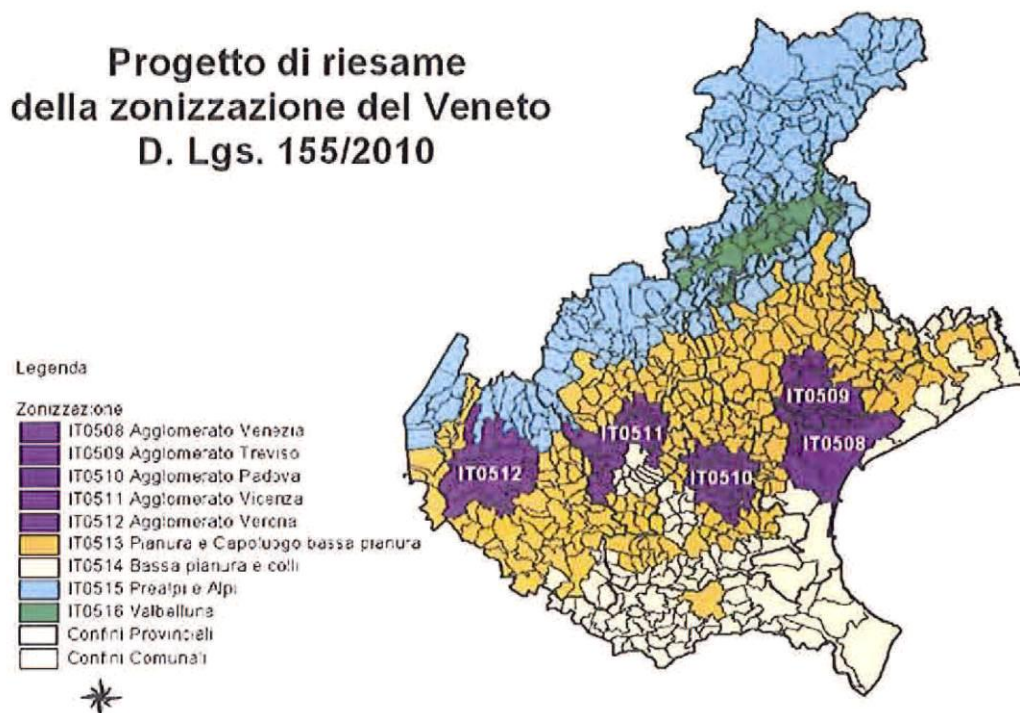 Progetto di riesame
della zonizzazione del Veneto
D. Lgs. 155/2010
Legenda
Zonizzazione
IT0508 Agglomerato Venezia
IT0509 Agglomerato Treviso
IT0510 Agglomerato Padova
IT0511 Agglomerato Vicenza
IT0512 Agglomerato Verona
IT0513 Pianura e Capoluogo bassa pianura
IT0514 Bassa pianura e colli
IT0515 Prealpi e Alpi
IT0516 Valbelluna
Confini Provinciali
Confini Comunali
IT0509
IT0511
IT0508
IT0512
IT0510